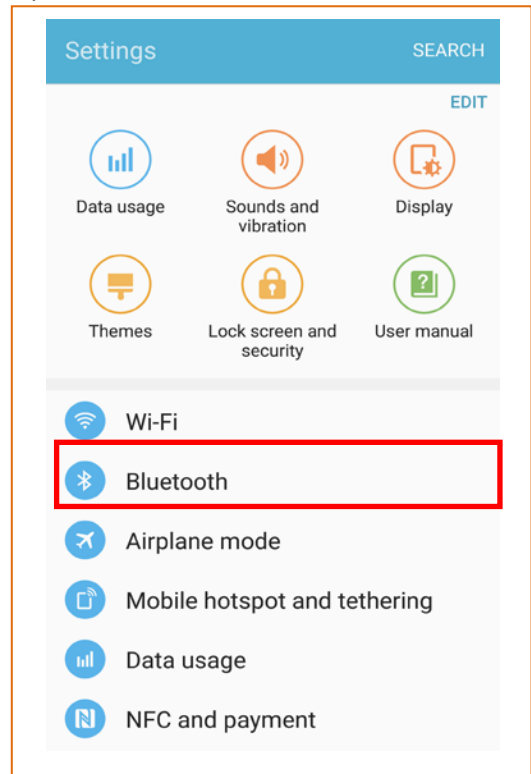 Settings SEARCH
EDIT
Data usage Sounds and vibration Display
Themes Lock screen and security User manual
Wi-Fi
Bluetooth
Airplane mode
Mobile hotspot and tethering
Data usage
NFC and payment